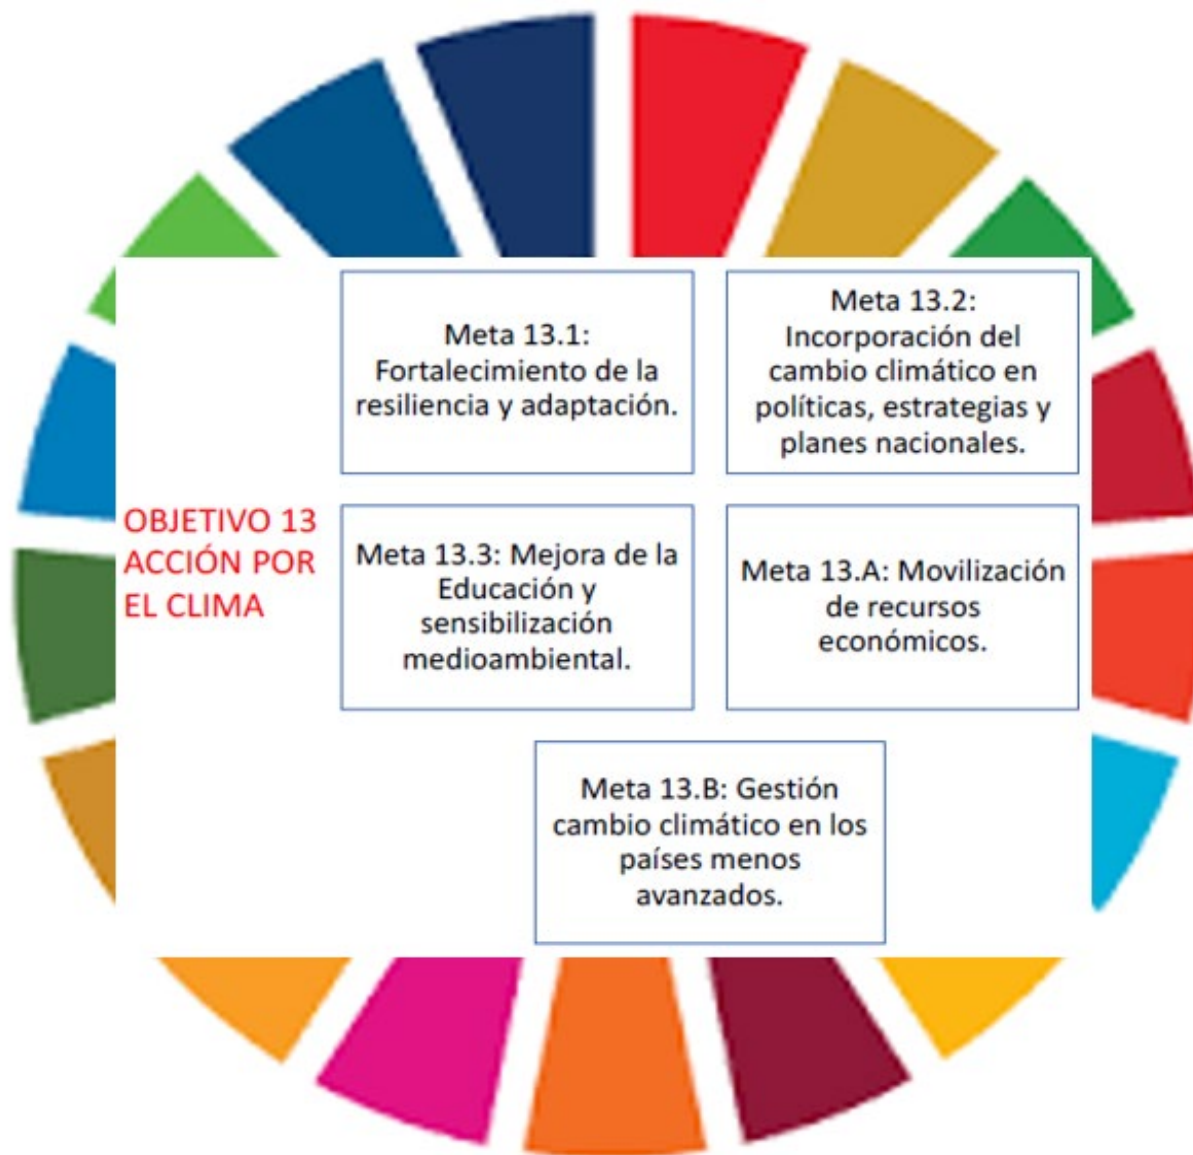 Meta 13.1:
Fortalecimiento de la
resiliencia y adaptación.
Meta 13.2:
Incorporación del
cambio climático en
políticas, estrategias y
planes nacionales.
OBJETIVO 13
ACCIÓN POR
EL CLIMA
Meta 13.3: Mejora de la
Educación y
sensibilización
medioambiental.
Meta 13.A: Movilización
de recursos
económicos.
Meta 13.B: Gestión
cambio climático en los
países menos
avanzados.